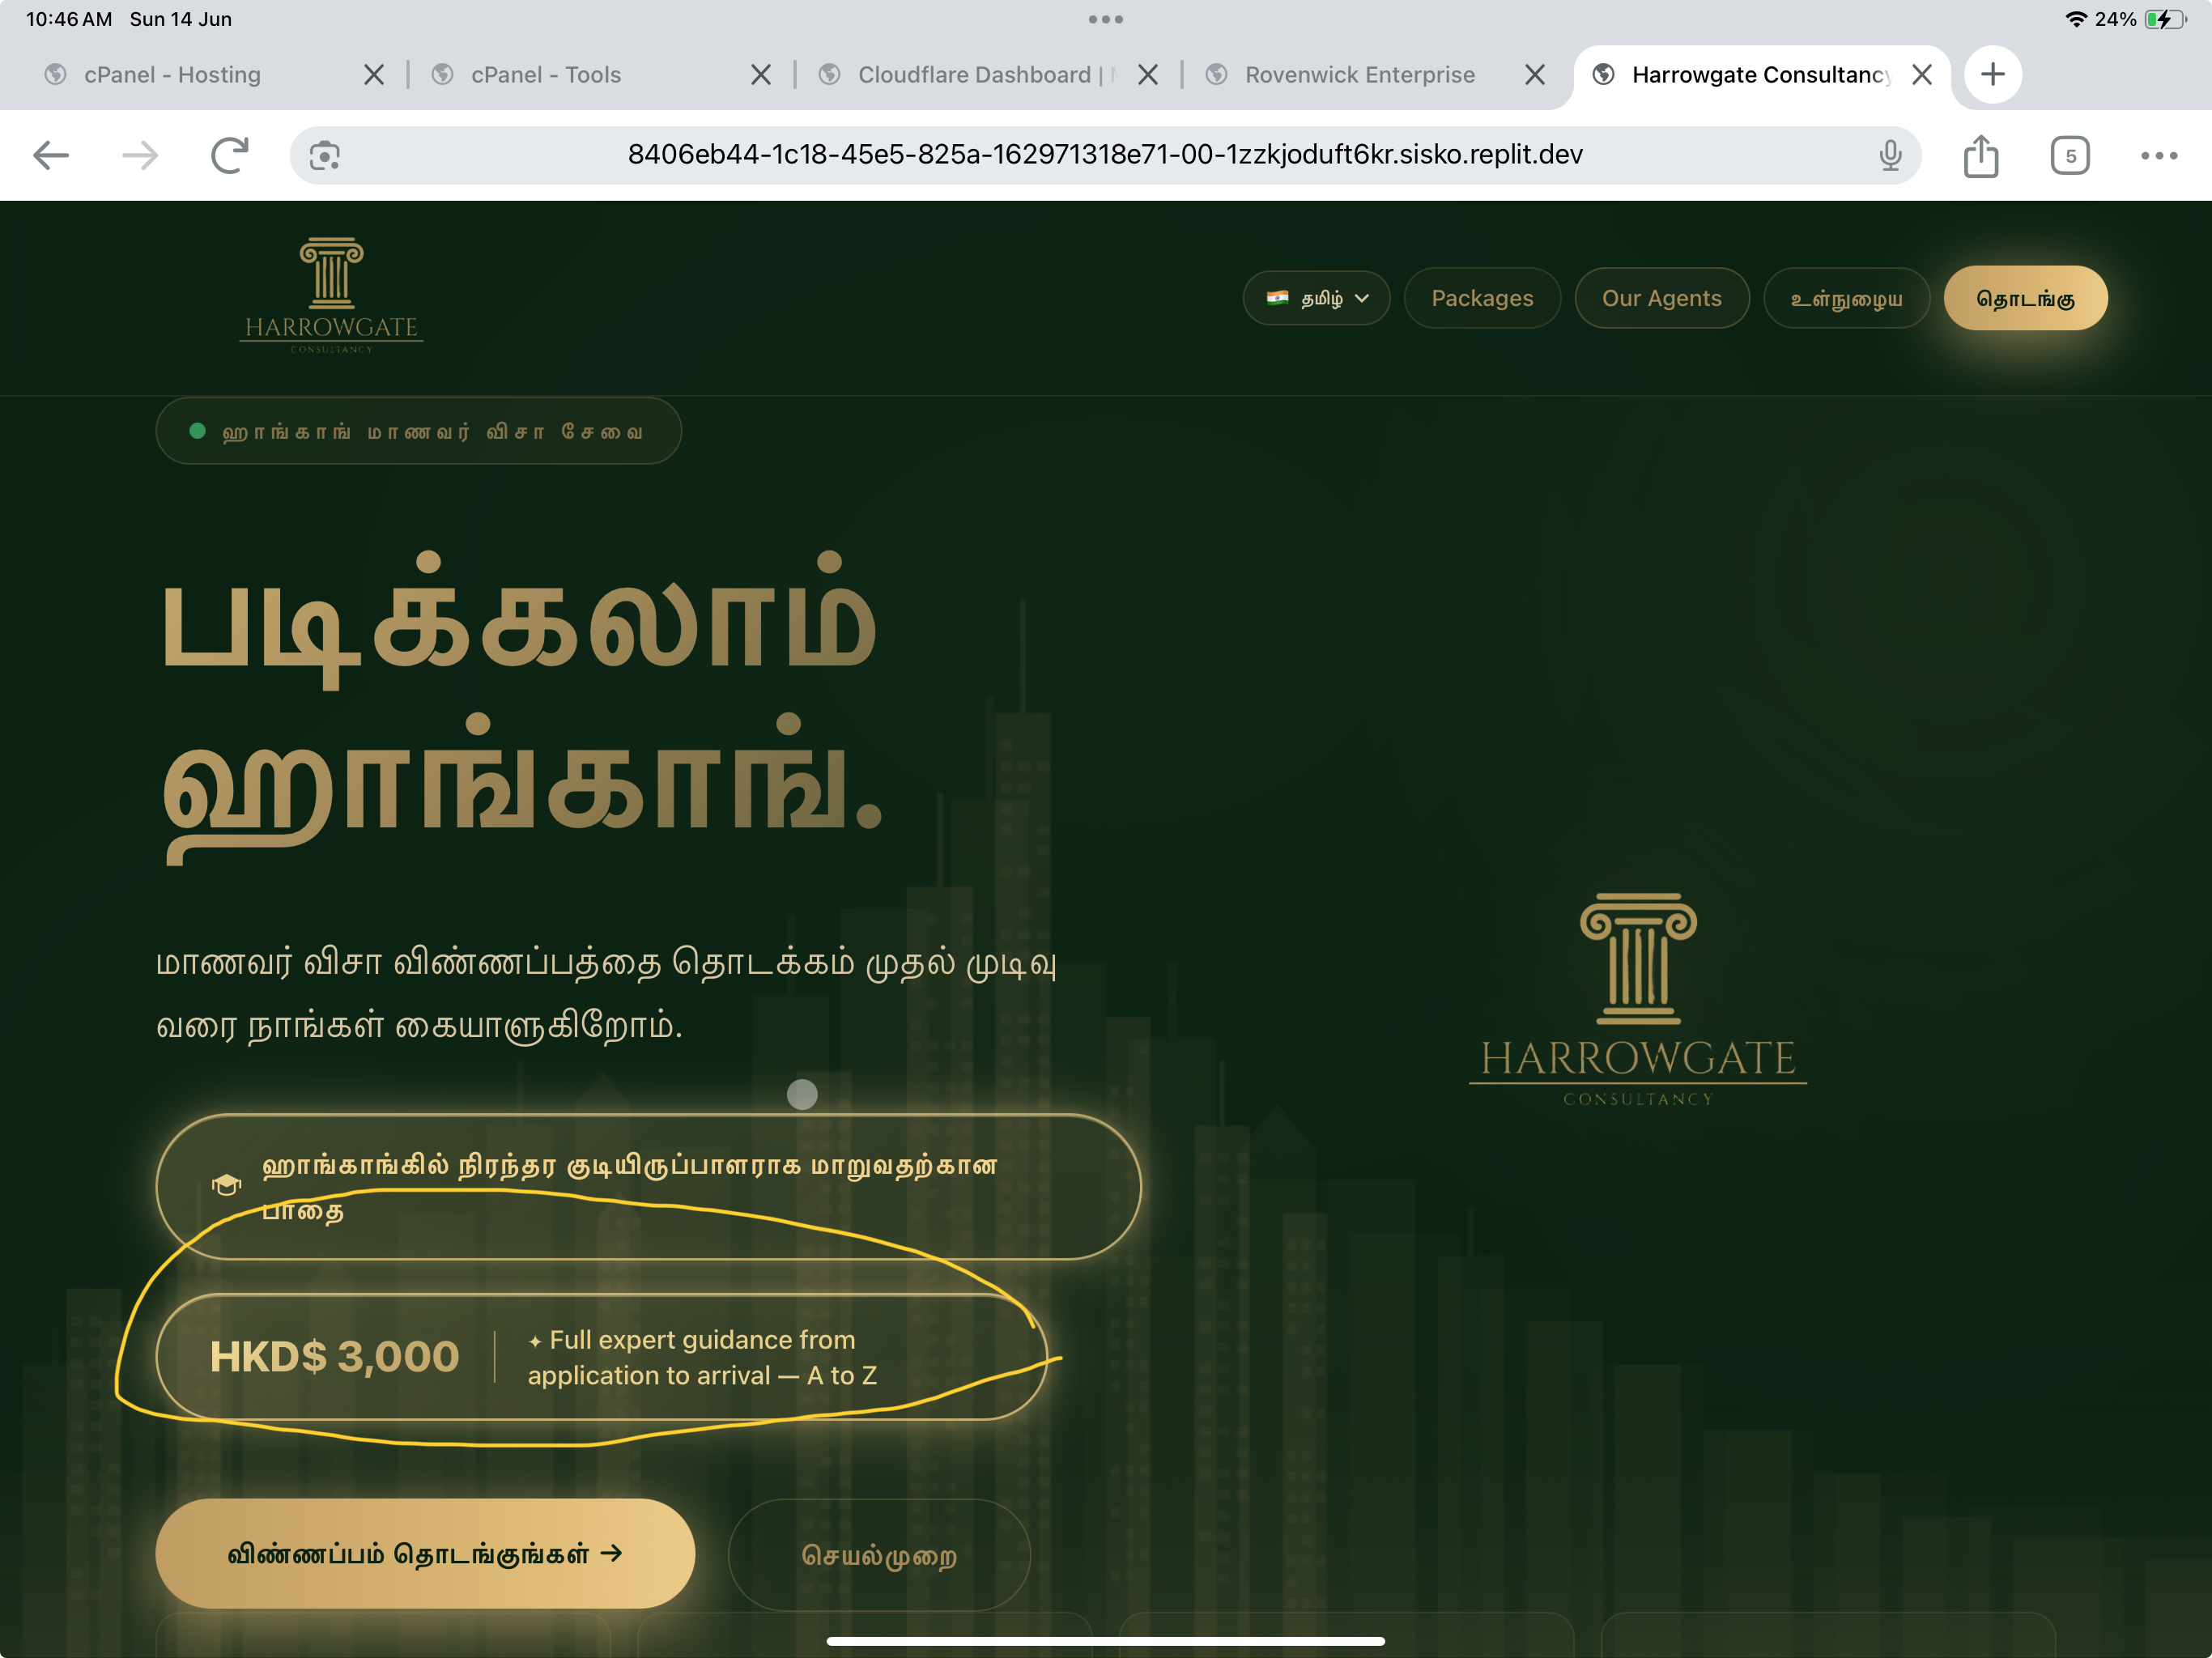 10:46 AM Sun 14 Jun
24%
cPanel - Hosting
cPanel - Tools
Cloudflare Dashboard |
Rovenwick Enterprise
Harrowgate Consultancy
8406eb44-1c18-45e5-825a-162971318e71-00-1zzkjoduft6kr.sisko.replit.dev
5
HARROWGATE
CONSULTANCY
தமிழ்
Packages
Our Agents
உள்நுழைய
தொடங்கு
ஹாங்காங் மாணவர் விசா சேவை
படிக்கலாம்
ஹாங்காங்.
மாணவர் விசா விண்ணப்பத்தை தொடக்கம் முதல் முடிவு
வரை நாங்கள் கையாளுகிறோம்.
HARROWGATE
CONSULTANCY
ஹாங்காங்கில் நிரந்தர குடியிருப்பாளராக மாறுவதற்கான
பாதை
HKD$ 3,000
✦ Full expert guidance from
application to arrival — A to Z
விண்ணப்பம் தொடங்குங்கள் →
செயல்முறை